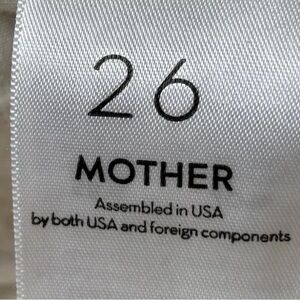 26
MOTHER
Assembled in USA
by both USA and foreign components